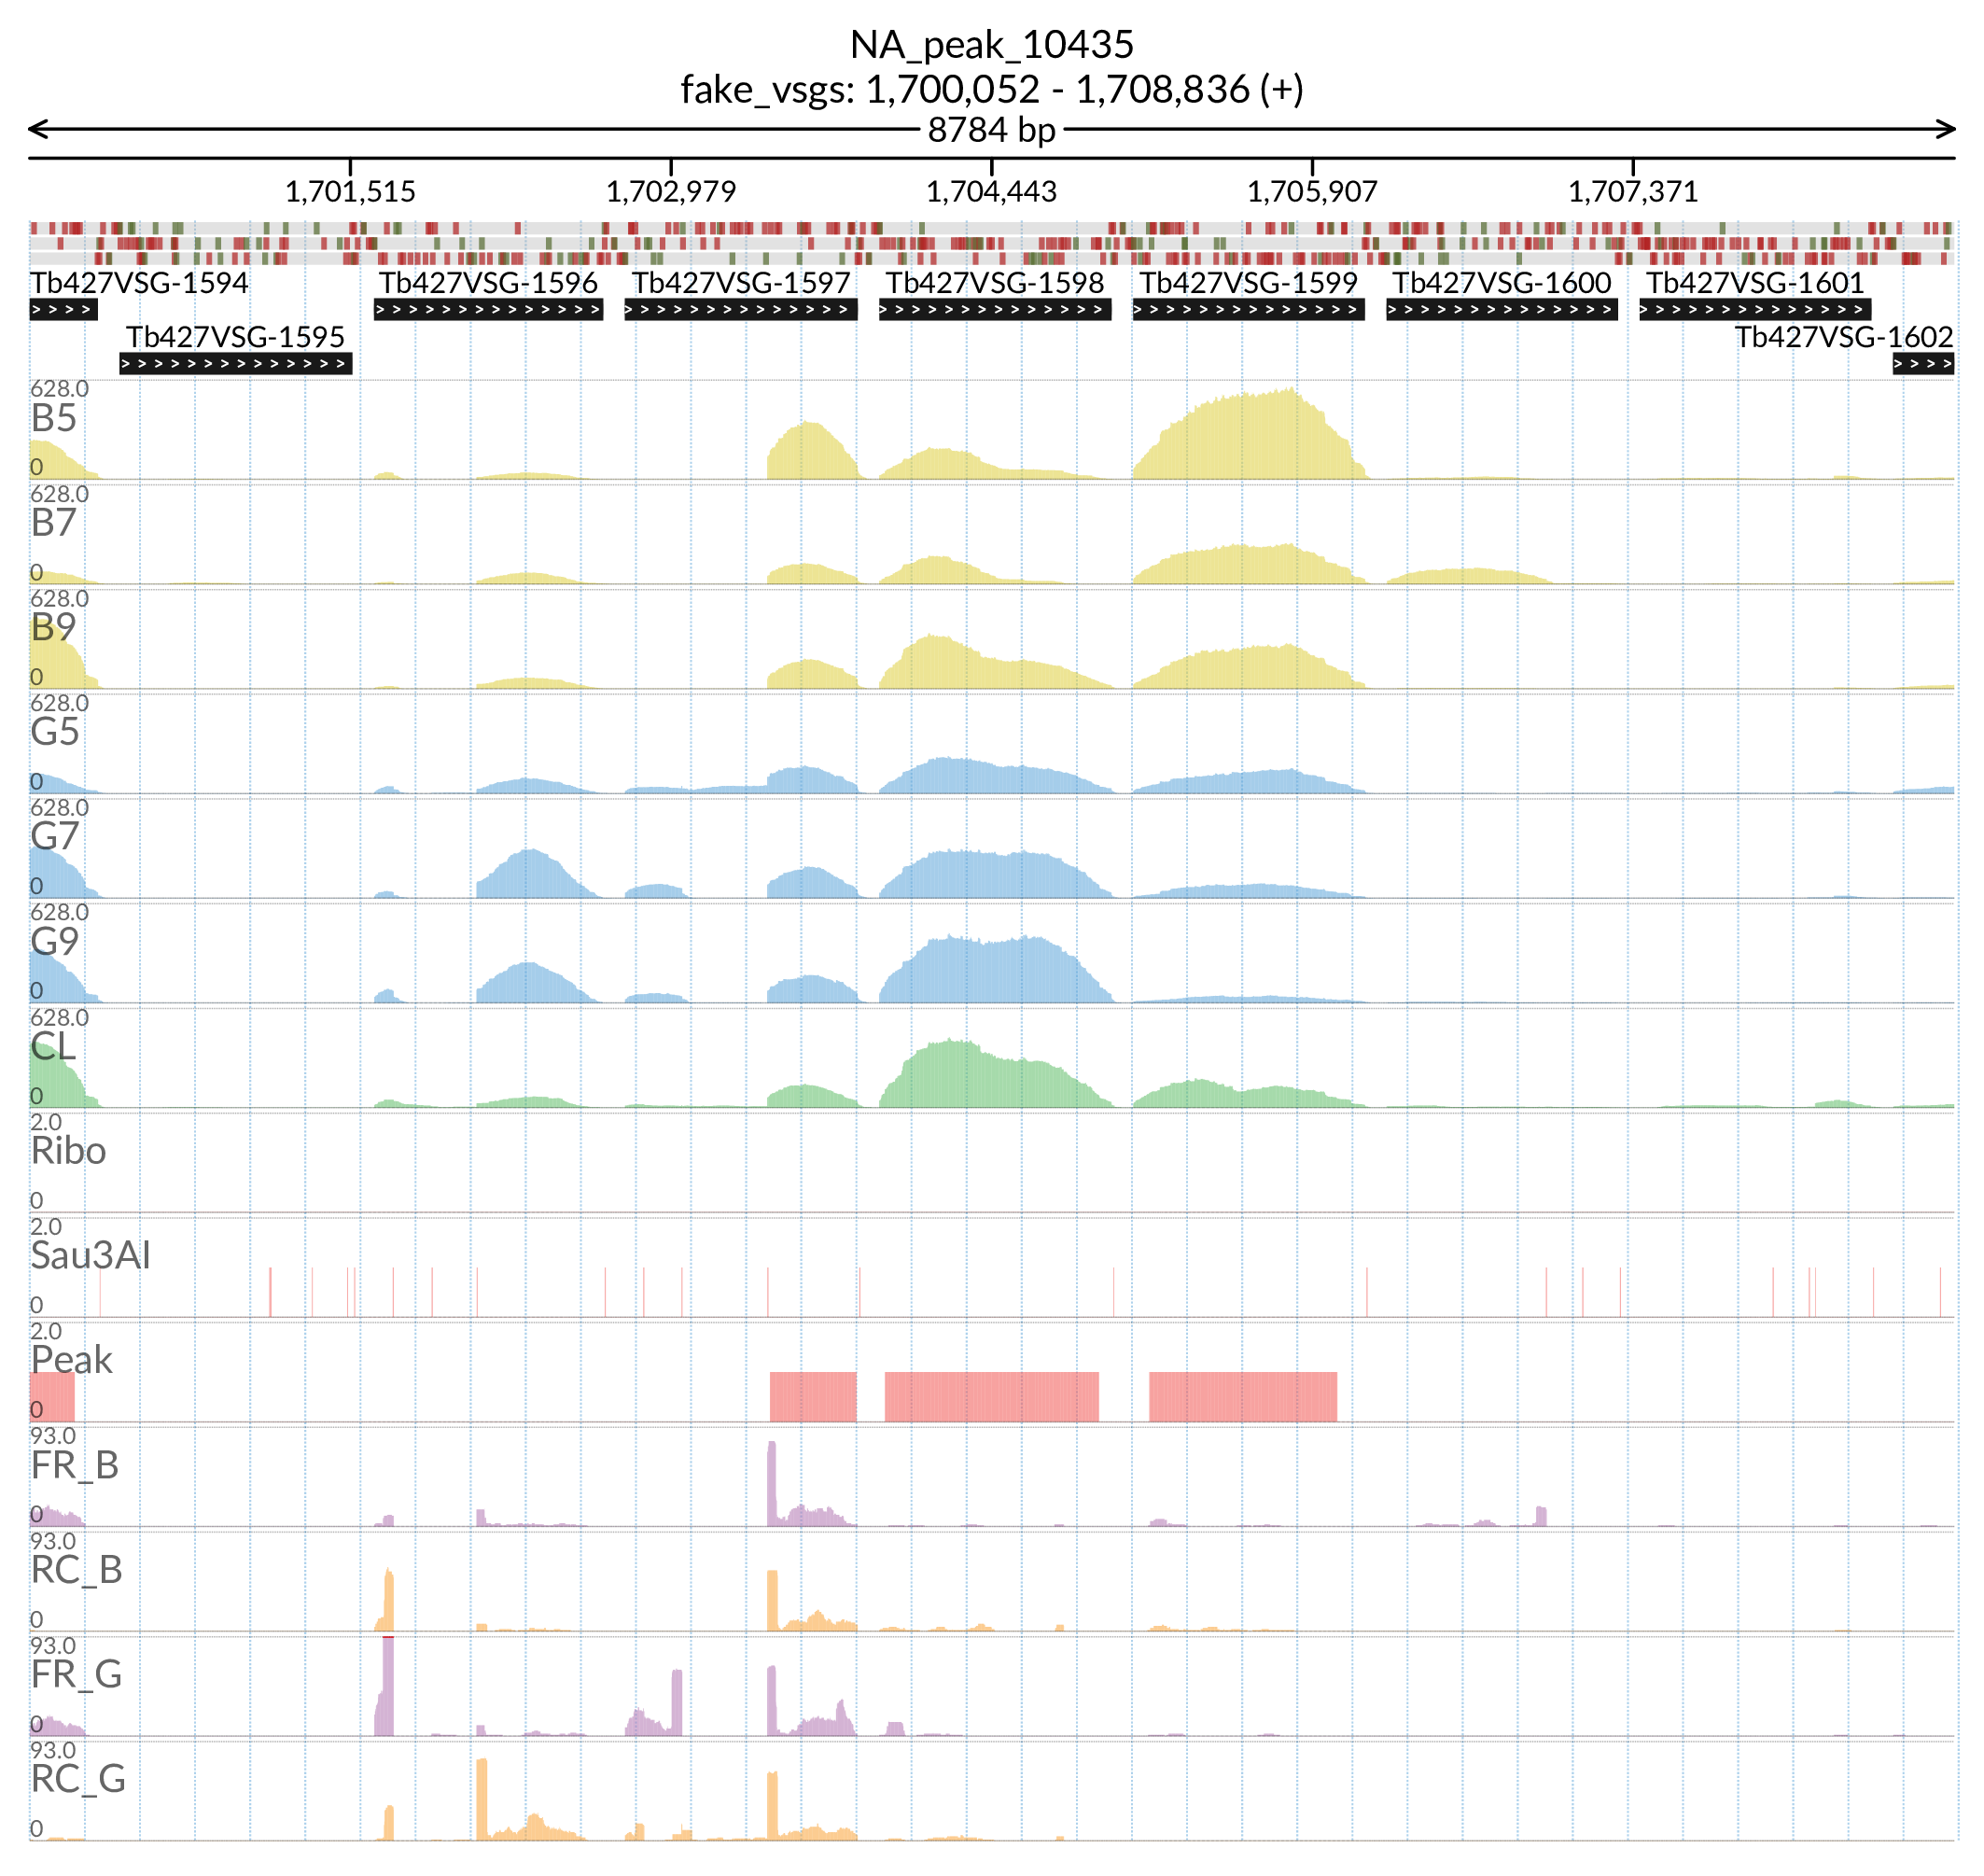 NA_peak_10435
fake_vsgs: 1,700,052 - 1,708,836 (+)
8784 bp
1,701,515 1,702,979 1,704,443 1,705,907 1,707,371
Tb427VSG-1594 Tb427VSG-1596 Tb427VSG-1597 Tb427VSG-1598 Tb427VSG-1599 Tb427VSG-1600 Tb427VSG-1601
Tb427VSG-1595 Tb427VSG-1602
628.0
B5
0
628.0
B7
0
628.0
B9
0
628.0
G5
0
628.0
G7
0
628.0
G9
0
628.0
CL
0
2.0
Ribo
0
2.0
Sau3AI
0
2.0
Peak
0
93.0
FR_B
0
93.0
RC_B
0
93.0
FR_G
0
93.0
RC_G
0